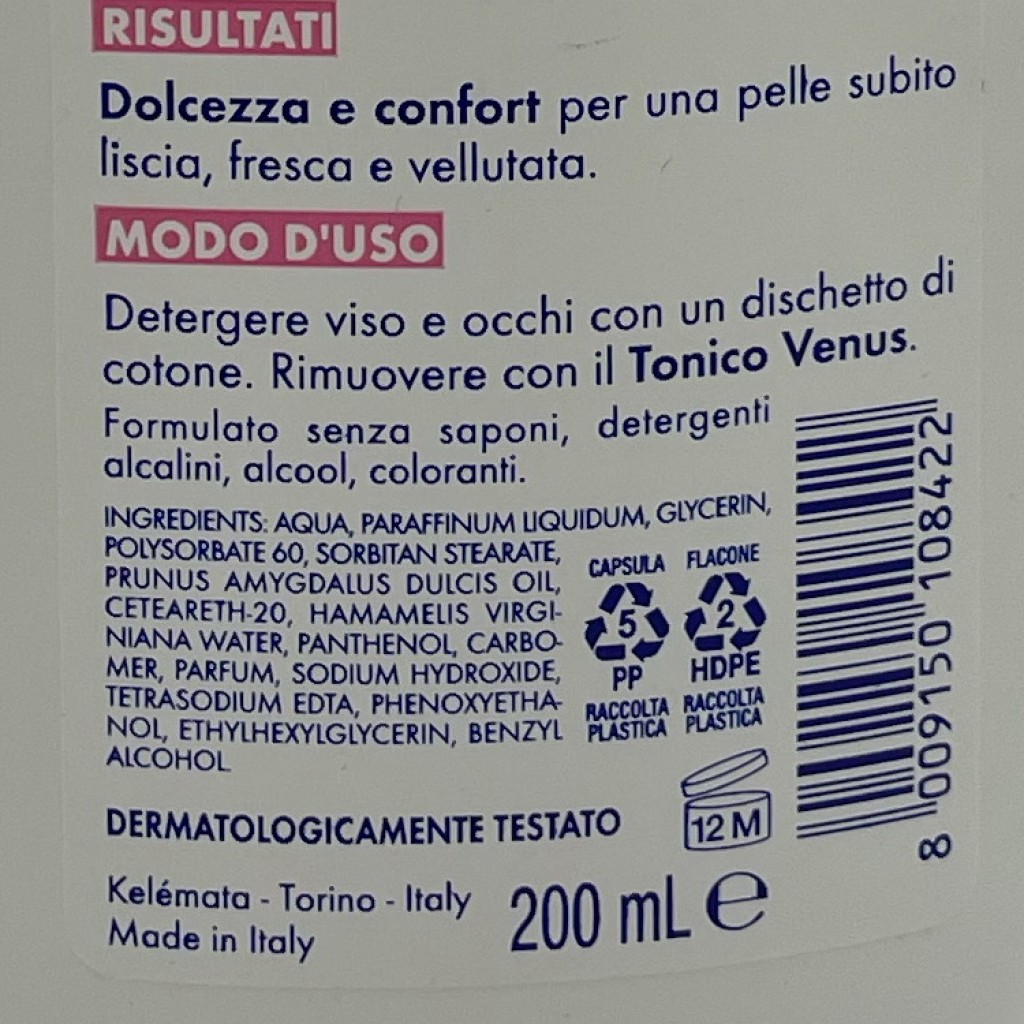 RISULTATI
Dolcezza e confort per una pelle subito
liscia, fresca e vellutata.
MODO D'USO
Detergere viso e occhi con un dischetto di
cotone. Rimuovere con il Tonico Venus.
Formulato senza saponi, detergenti
alcalini, alcool, coloranti.
INGREDIENTS: AQUA, PARAFFINUM LIQUIDUM, GLYCERIN,
POLYSORBATE 60, SORBITAN STEARATE,
PRUNUS AMYGDALUS DULCIS OIL,
CETEARETH-20, HAMAMELIS VIRGI-
NIANA WATER, PANTHENOL, CARBO-
MER, PARFUM, SODIUM HYDROXIDE,
TETRASODIUM EDTA, PHENOXYETHA-
NOL, ETHYLHEXYLGLYCERIN, BENZYL
ALCOHOL
CAPSULA
5
PP
RACCOLTA
PLASTICA
FLACONE
2
HDPE
RACCOLTA
PLASTICA
8 009150 108422
DERMATOLOGICAMENTE TESTATO
12 M
Kelémata - Torino - Italy
Made in Italy
200 mL e